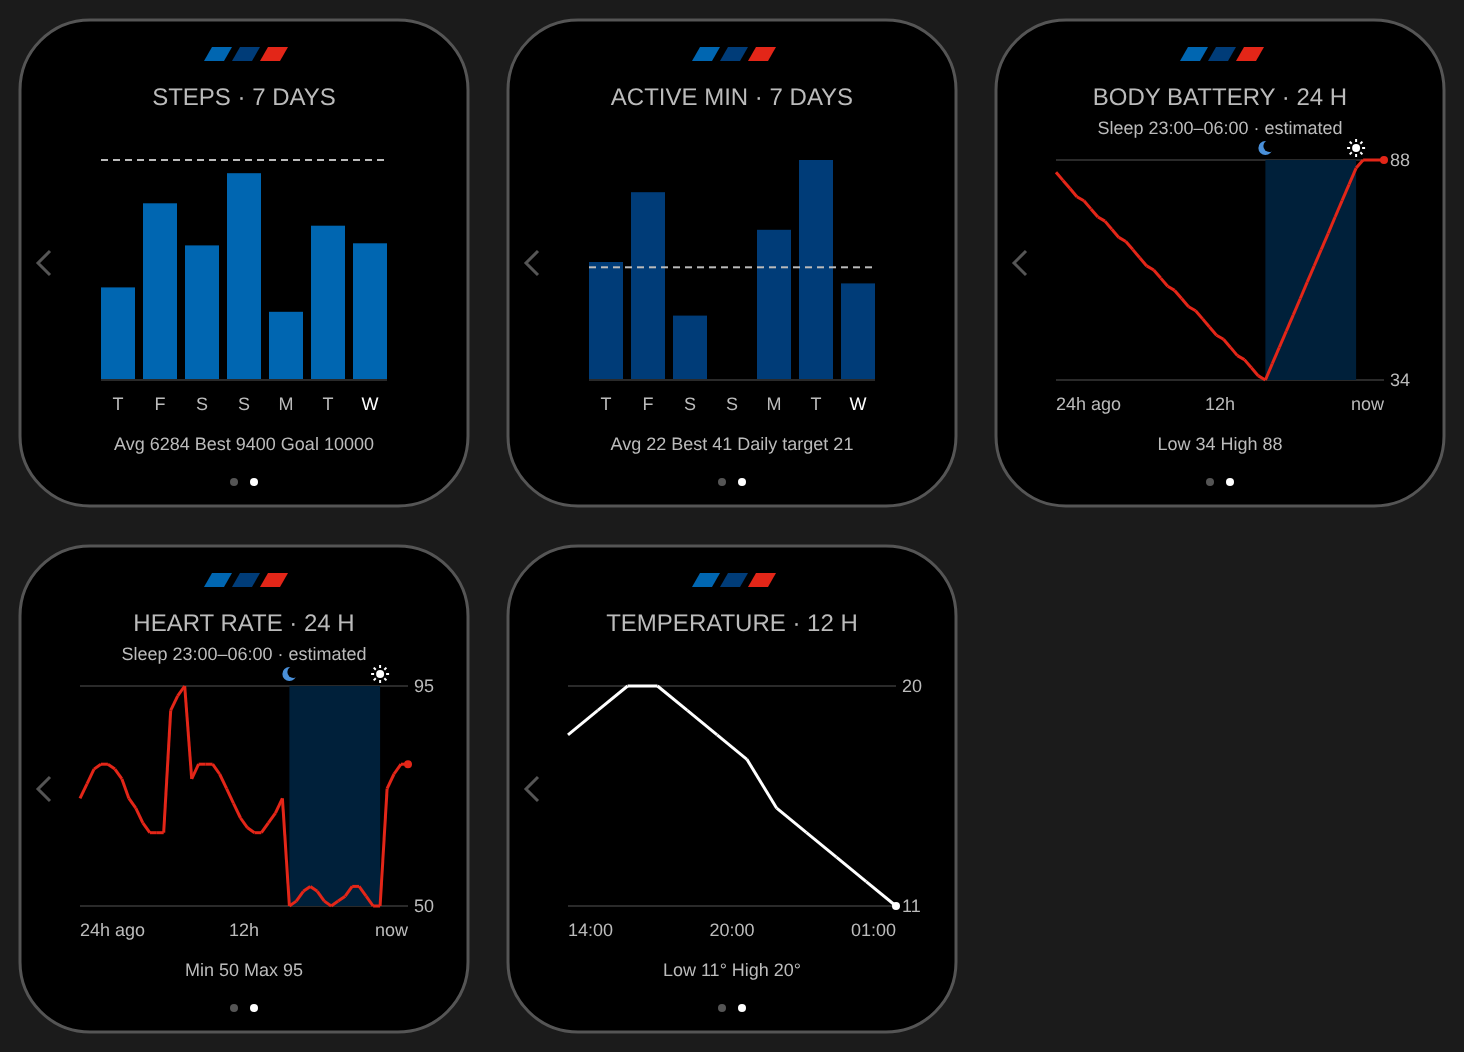 STEPS · 7 DAYS
T F S S M T W
Avg 6284 Best 9400 Goal 10000
ACTIVE MIN · 7 DAYS
T F S S M T W
Avg 22 Best 41 Daily target 21
BODY BATTERY · 24 H
Sleep 23:00–06:00 · estimated
88
34
24h ago 12h now
Low 34 High 88
HEART RATE · 24 H
Sleep 23:00–06:00 · estimated
95
50
24h ago 12h now
Min 50 Max 95
TEMPERATURE · 12 H
20
11
14:00 20:00 01:00
Low 11° High 20°